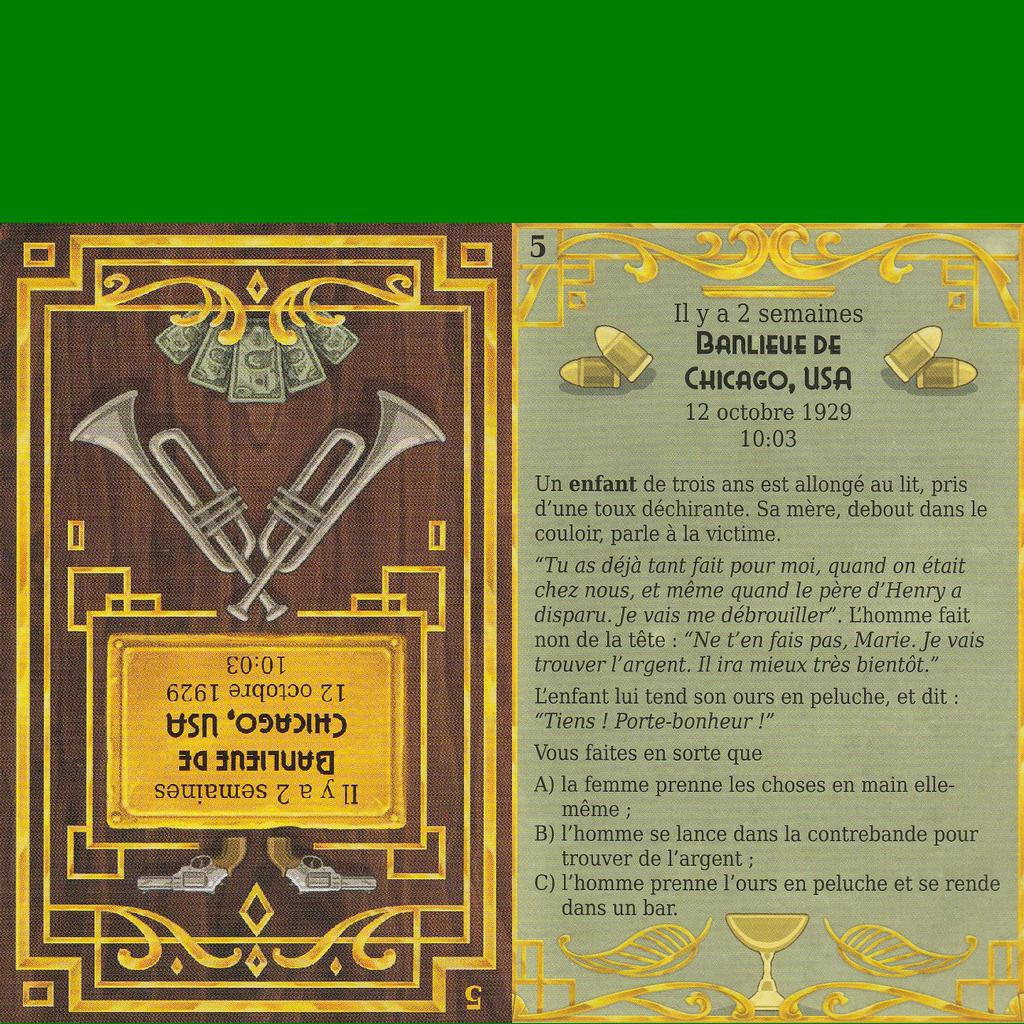 Il y a 2 semaines
BANLIEUE DE
CHICAGO, USA
12 octobre 1929
10:03
5
5
Il y a 2 semaines
BANLIEUE DE
CHICAGO, USA
12 octobre 1929
10:03
Un enfant de trois ans est allongé au lit, pris
d’une toux déchirante. Sa mère, debout dans le
couloir, parle à la victime.
“Tu as déjà tant fait pour moi, quand on était
chez nous, et même quand le père d’Henry a
disparu. Je vais me débrouiller”. L’homme fait
non de la tête : “Ne t’en fais pas, Marie. Je vais
trouver l’argent. Il ira mieux très bientôt.”
L’enfant lui tend son ours en peluche, et dit :
“Tiens ! Porte-bonheur !”
Vous faites en sorte que
A) la femme prenne les choses en main elle-
même ;
B) l’homme se lance dans la contrebande pour
trouver de l’argent ;
C) l’homme prenne l’ours en peluche et se rende
dans un bar.